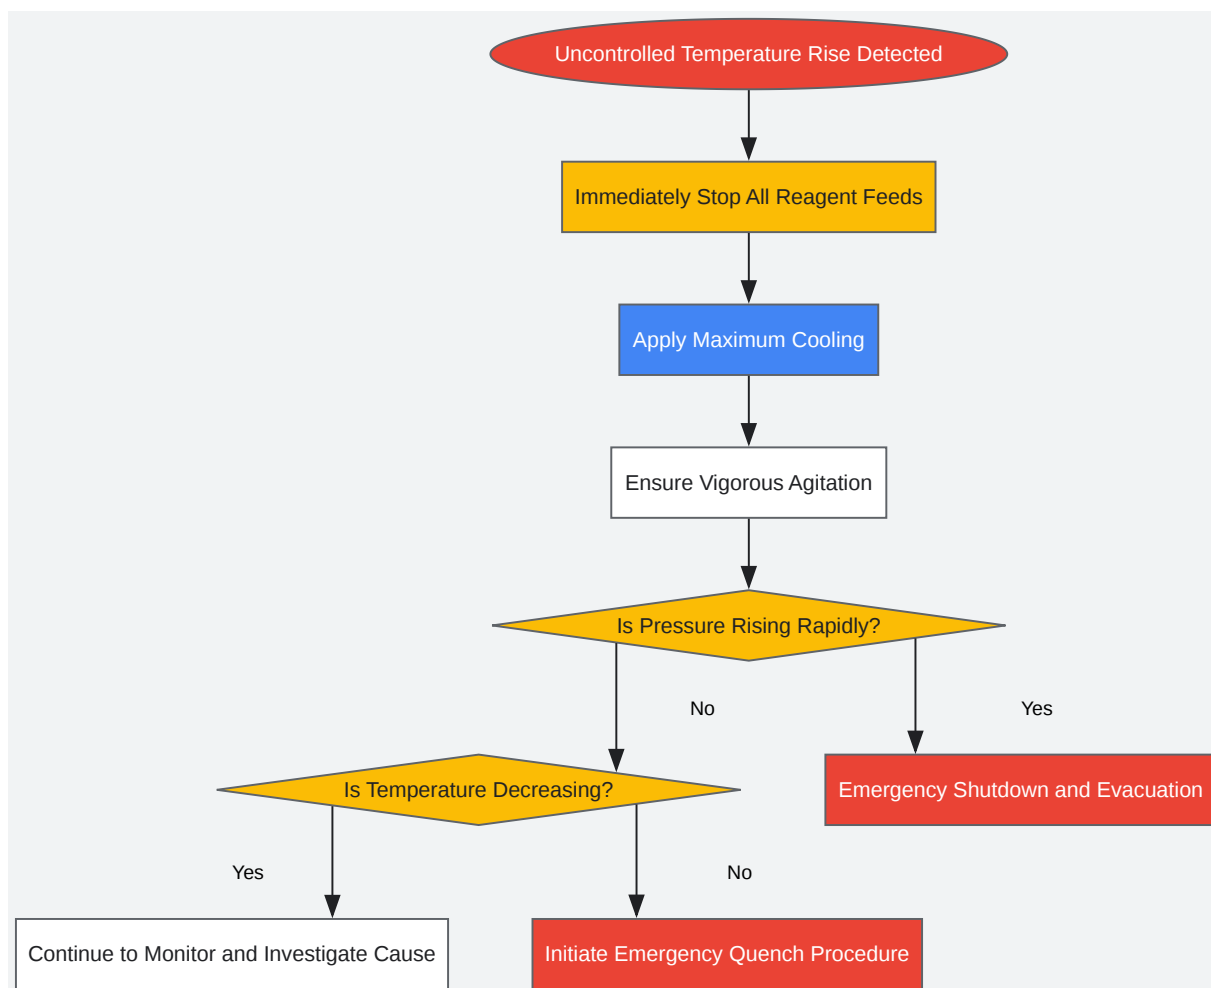 Uncontrolled Temperature Rise Detected
Immediately Stop All Reagent Feeds
Apply Maximum Cooling
Ensure Vigorous Agitation
Is Pressure Rising Rapidly?
No
Yes
Is Temperature Decreasing?
Emergency Shutdown and Evacuation
Yes
No
Continue to Monitor and Investigate Cause
Initiate Emergency Quench Procedure